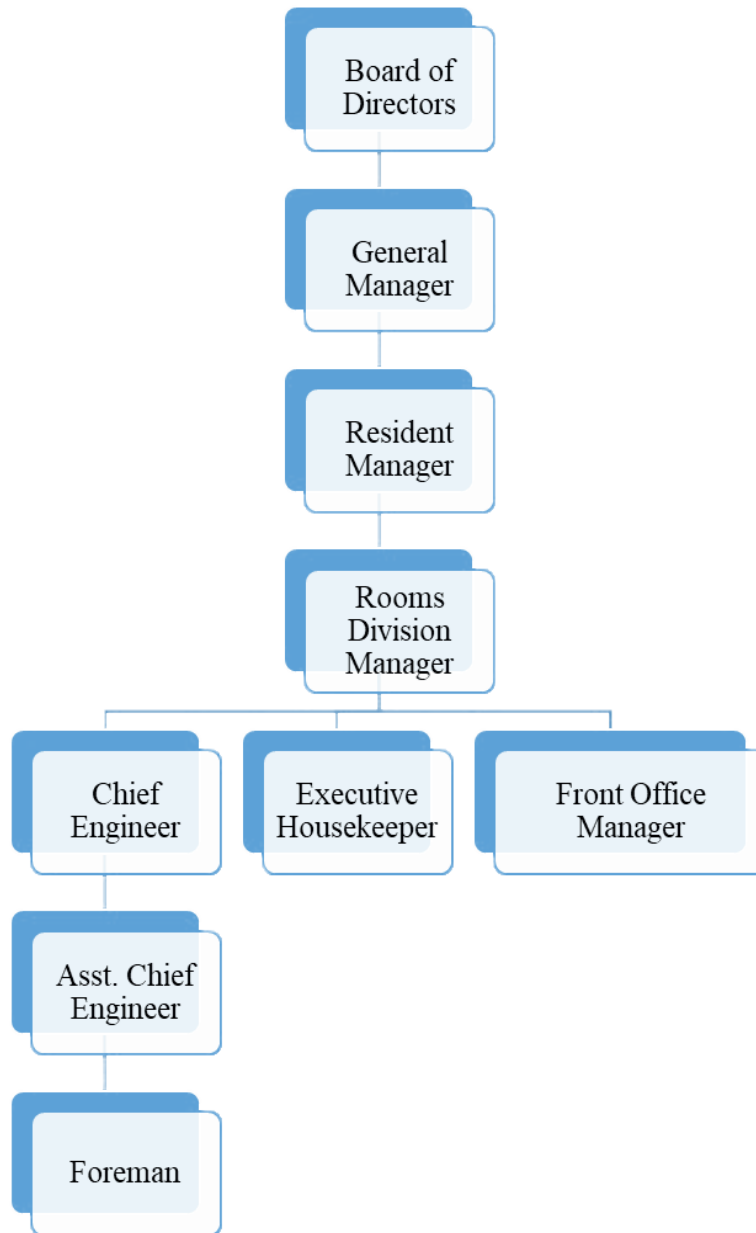 Board of
Directors
General
Manager
Resident
Manager
Rooms
Division
Manager
Chief
Engineer
Executive
Housekeeper
Front Office
Manager
Asst. Chief
Engineer
Foreman